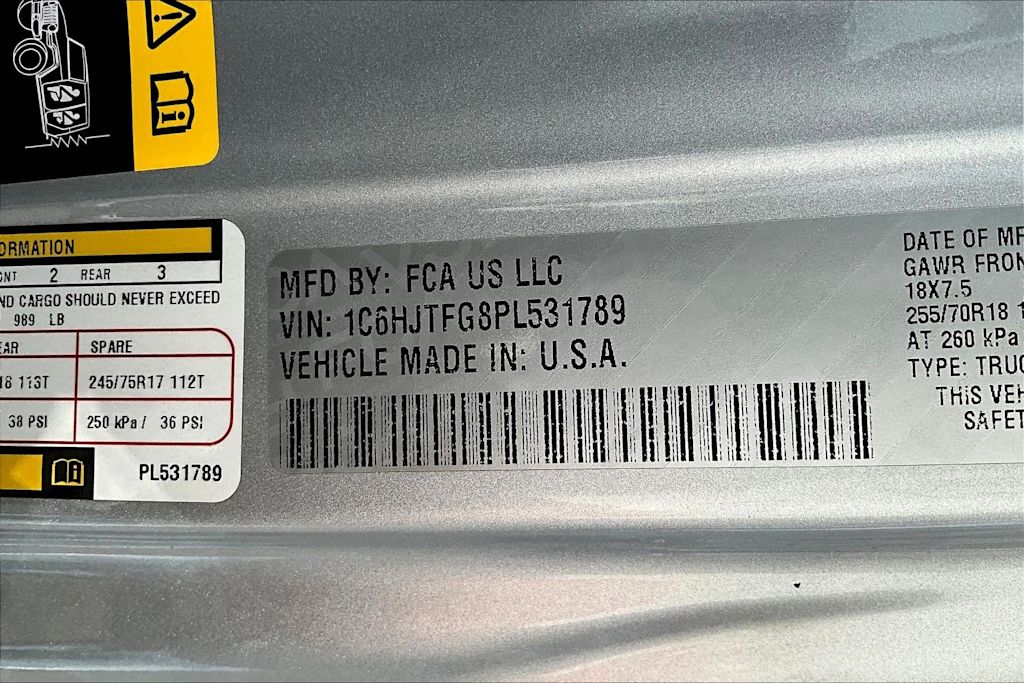 ORMATION
2 REAR 3
ND CARGO SHOULD NEVER EXCEED
989 LB
EAR SPARE
18 113T 245/75R17 112T
38 PSI 250 kPa / 36 PSI
PL531789
MFD BY: FCA US LLC
VIN: 1C6HJTFG8PL531789
VEHICLE MADE IN: U.S.A.
DATE OF MF
GAWR FRON
18X7.5
255/70R18 1
AT 260 kPa
TYPE: TRUC
THIS VEH
SAFET